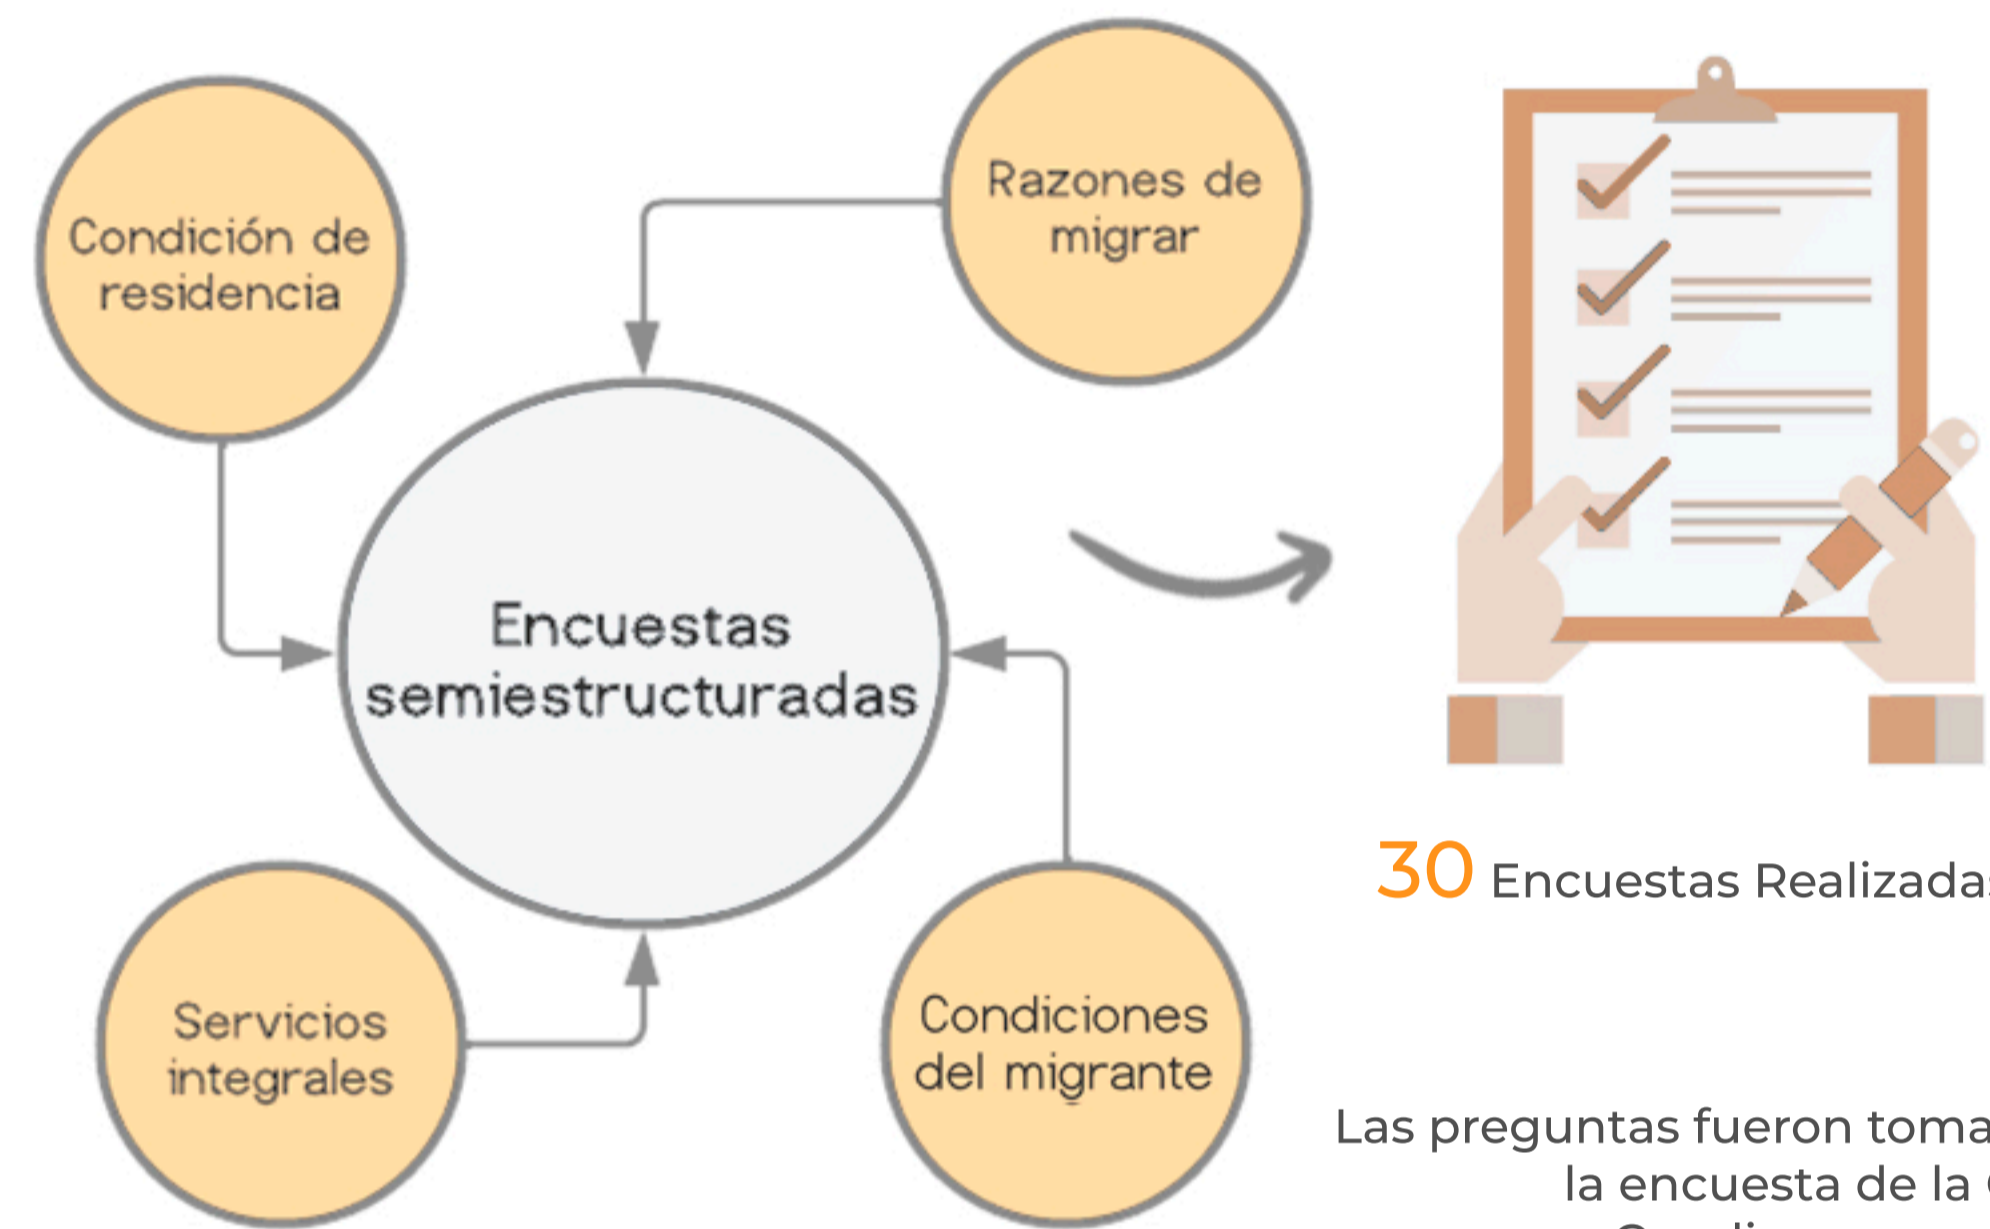 Condición de
residencia
Razones de
migrar
Encuestas
semiestructuradas
Servicios
integrales
Condiciones
del migrante
30 Encuestas Realizadas
Las preguntas fueron toma
la encuesta de la